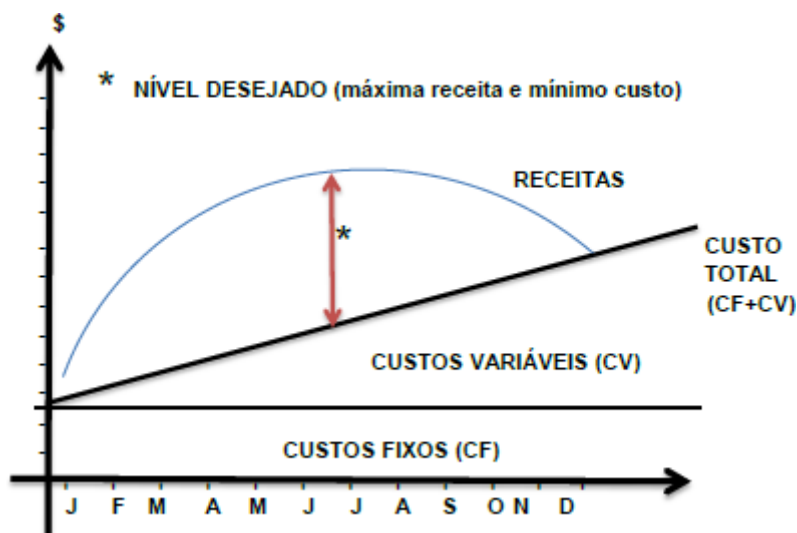 $
* NÍVEL DESEJADO (máxima receita e mínimo custo)
RECEITAS
*
CUSTO
TOTAL
(CF+CV)
CUSTOS VARIÁVEIS (CV)
CUSTOS FIXOS (CF)
J F M A M J J A S O N D